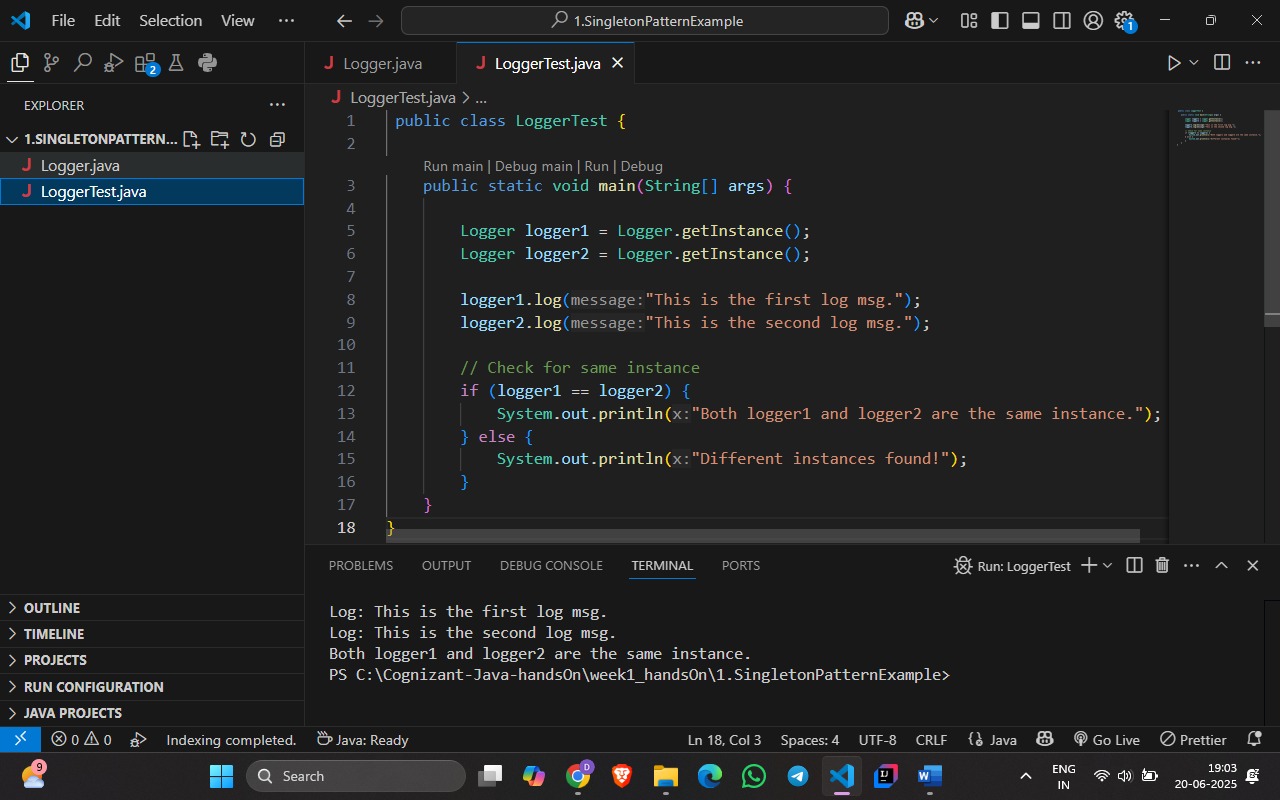 File Edit Selection View ··· 1.SingletonPatternExample
1
2
EXPLORER
1.SINGLETONPATTERN...
J Logger.java
J LoggerTest.java
OUTLINE
TIMELINE
PROJECTS
RUN CONFIGURATION
JAVA PROJECTS
J Logger.java J LoggerTest.java
J LoggerTest.java > ...
1 public class LoggerTest {
2
Run main | Debug main | Run | Debug
3 public static void main(String[] args) {
4
5 Logger logger1 = Logger.getInstance();
6 Logger logger2 = Logger.getInstance();
7
8 logger1.log(message:"This is the first log msg.");
9 logger2.log(message:"This is the second log msg.");
10
11 // Check for same instance
12 if (logger1 == logger2) {
13 System.out.println(x:"Both logger1 and logger2 are the same instance.");
14 } else {
15 System.out.println(x:"Different instances found!");
16 }
17 }
18 }
PROBLEMS OUTPUT DEBUG CONSOLE TERMINAL PORTS Run: LoggerTest
Log: This is the first log msg.
Log: This is the second log msg.
Both logger1 and logger2 are the same instance.
PS C:\Cognizant-Java-handsOn\week1_handsOn\1.SingletonPatternExample>
0 0 Indexing completed. Java: Ready Ln 18, Col 3 Spaces: 4 UTF-8 CRLF {} Java Go Live Prettier
9 Search D ENG 19:03
IN 20-06-2025